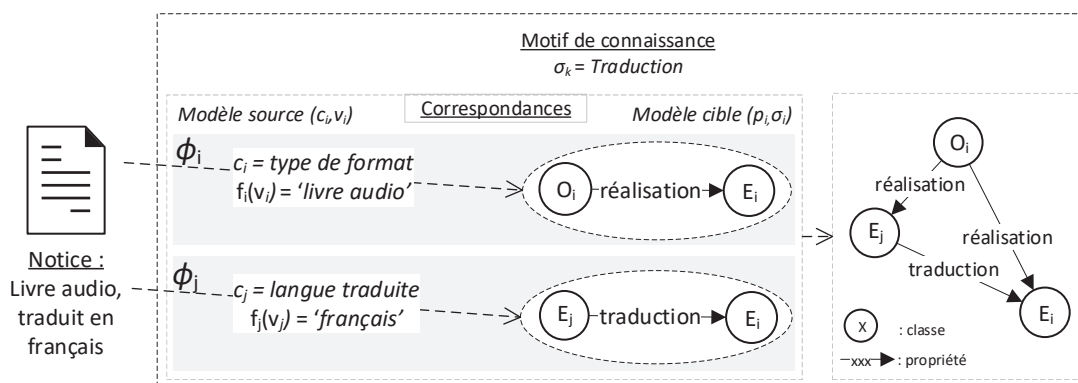 Motif de connaissance
σk = Traduction
Modèle source (ci,vi)
Correspondances
Modèle cible (pi,σi)
ϕi
ci = type de format
fi(vi) = ‘livre audio’
Oi
réalisation
Ei
ϕj
cj = langue traduite
fj(vj) = ‘français’
Ej
traduction
Ei
Notice :
Livre audio,
traduit en
français
Oi
réalisation
Ej
réalisation
traduction
Ei
X : classe
xxx : propriété